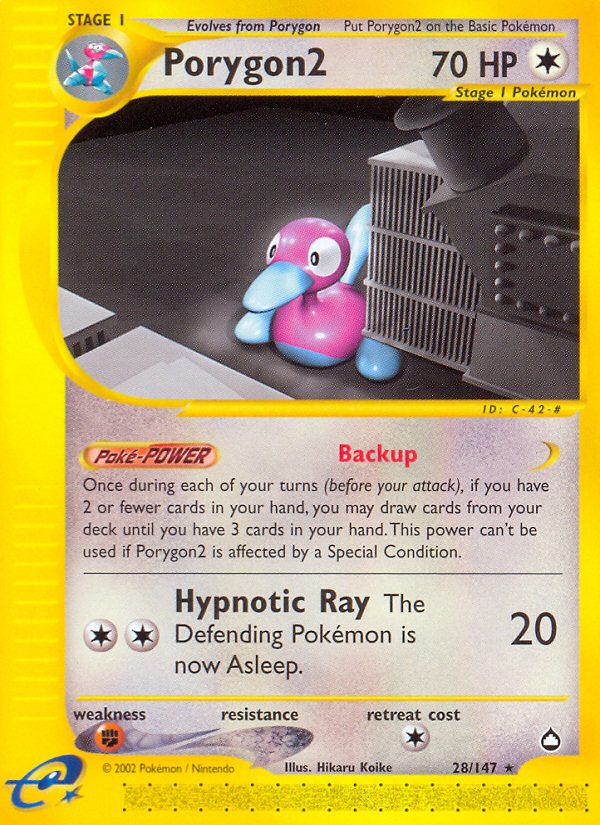 STAGE 1
Evolves from Porygon
Put Porygon2 on the Basic Pokémon
Porygon2
70 HP
Stage 1 Pokémon
ID: C-42-#
Poké-POWER
Backup
Once during each of your turns (before your attack), if you have
2 or fewer cards in your hand, you may draw cards from your
deck until you have 3 cards in your hand. This power can't be
used if Porygon2 is affected by a Special Condition.
Hypnotic Ray The
Defending Pokémon is
now Asleep.
20
weakness
resistance
retreat cost
© 2002 Pokémon / Nintendo
Illus. Hikaru Koike
28/147 ★
e